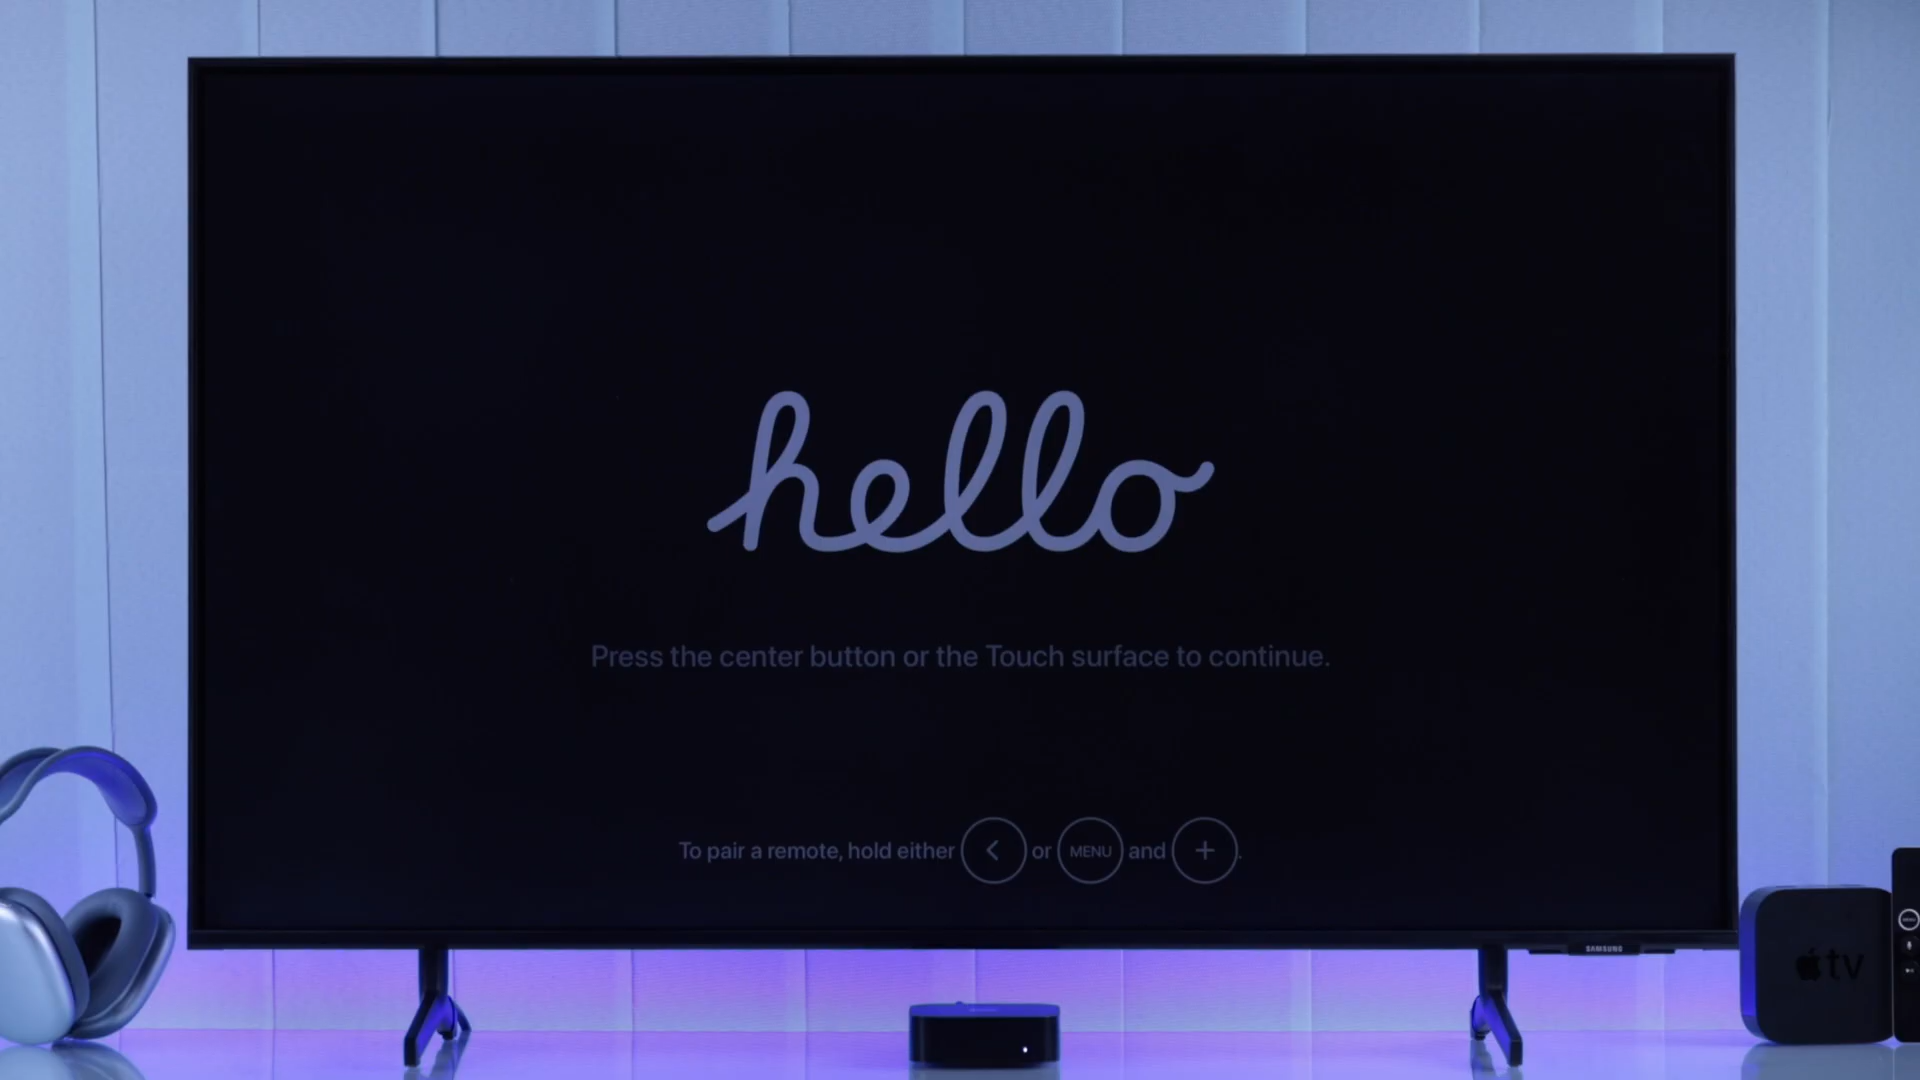 hello
Press the center button or the Touch surface to continue.
To pair a remote, hold either < or MENU and +.
SAMSUNG
tv